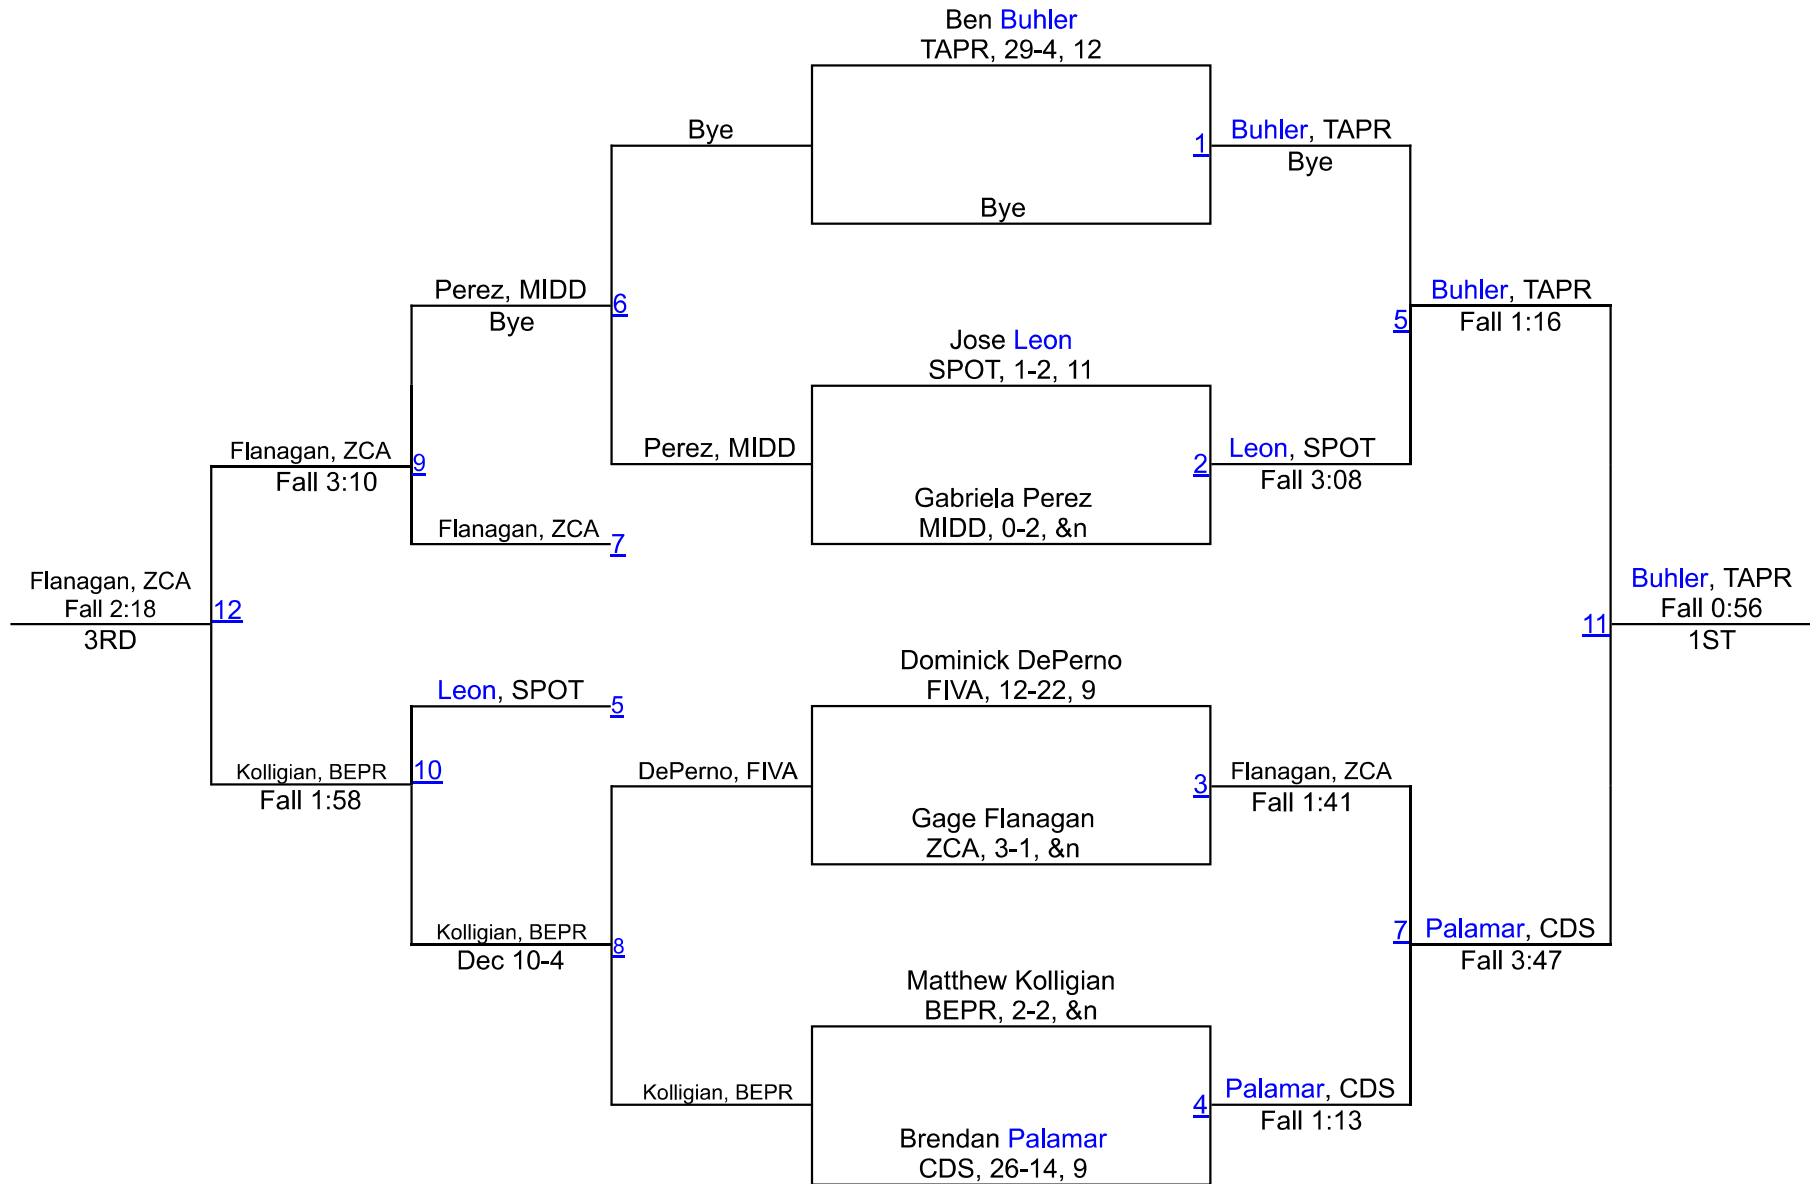 Ben Buhler
TAPR, 29-4, 12
Bye
1
Buhler, TAPR
Bye
Bye
Perez, MIDD
Bye
6
Buhler, TAPR
Fall 1:16
5
Jose Leon
SPOT, 1-2, 11
Flanagan, ZCA
Fall 3:10
9
Perez, MIDD
2
Leon, SPOT
Fall 3:08
Gabriela Perez
MIDD, 0-2, &n
Flanagan, ZCA
7
Flanagan, ZCA
Fall 2:18
3RD
12
Buhler, TAPR
Fall 0:56
1ST
11
Dominick DePerno
FIVA, 12-22, 9
Leon, SPOT
5
Kolligian, BEPR
Fall 1:58
10
DePerno, FIVA
3
Flanagan, ZCA
Fall 1:41
Gage Flanagan
ZCA, 3-1, &n
Kolligian, BEPR
Dec 10-4
8
7
Palamar, CDS
Fall 3:47
Matthew Kolligian
BEPR, 2-2, &n
Kolligian, BEPR
4
Palamar, CDS
Fall 1:13
Brendan Palamar
CDS, 26-14, 9